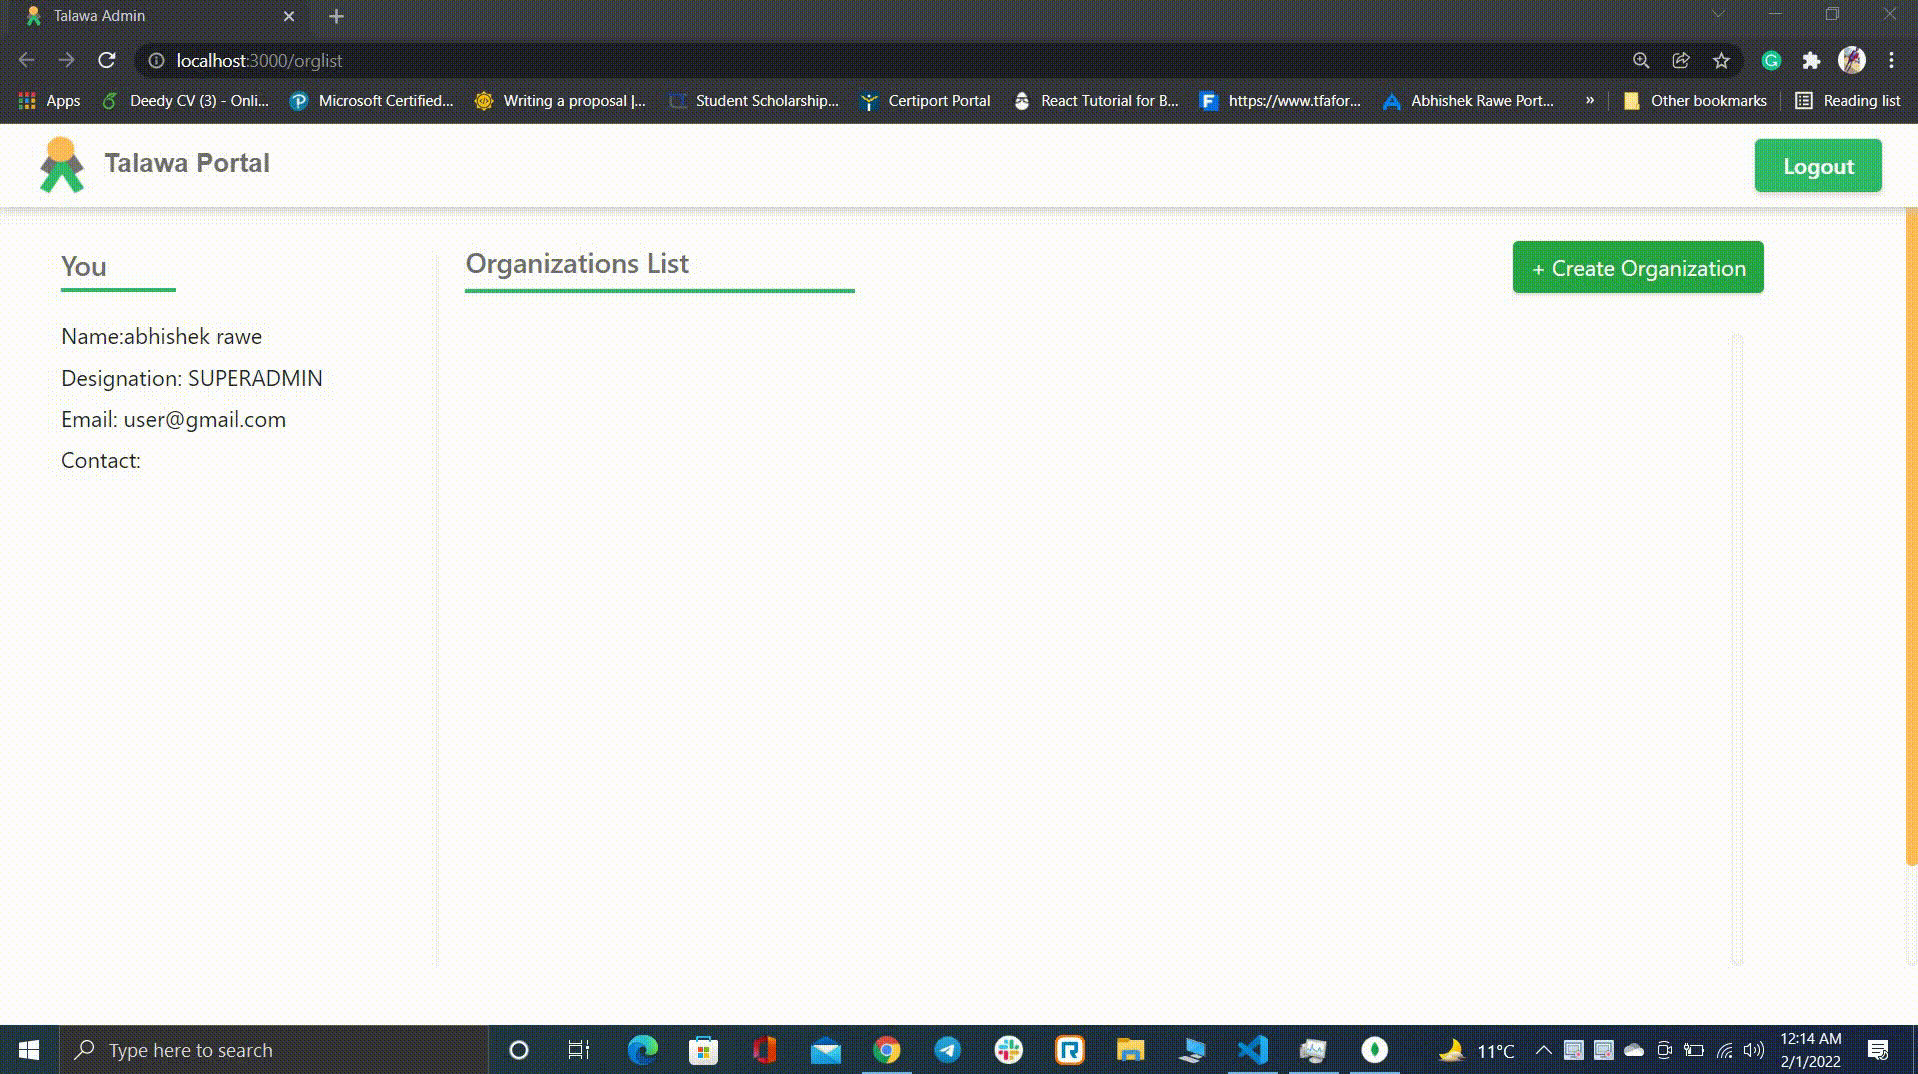 Talawa Admin
localhost:3000/orglist
Apps
Deedy CV (3) - Onli...
Microsoft Certified...
Writing a proposal |...
Student Scholarship...
Certiport Portal
React Tutorial for B...
https://www.tfafor...
Abhishek Rawe Port...
»
Other bookmarks
Reading list
Talawa Portal
Logout
You
Organizations List
+ Create Organization
Name:abhishek rawe
Designation: SUPERADMIN
Email: user@gmail.com
Contact:
Type here to search
11°C
12:14 AM
2/1/2022